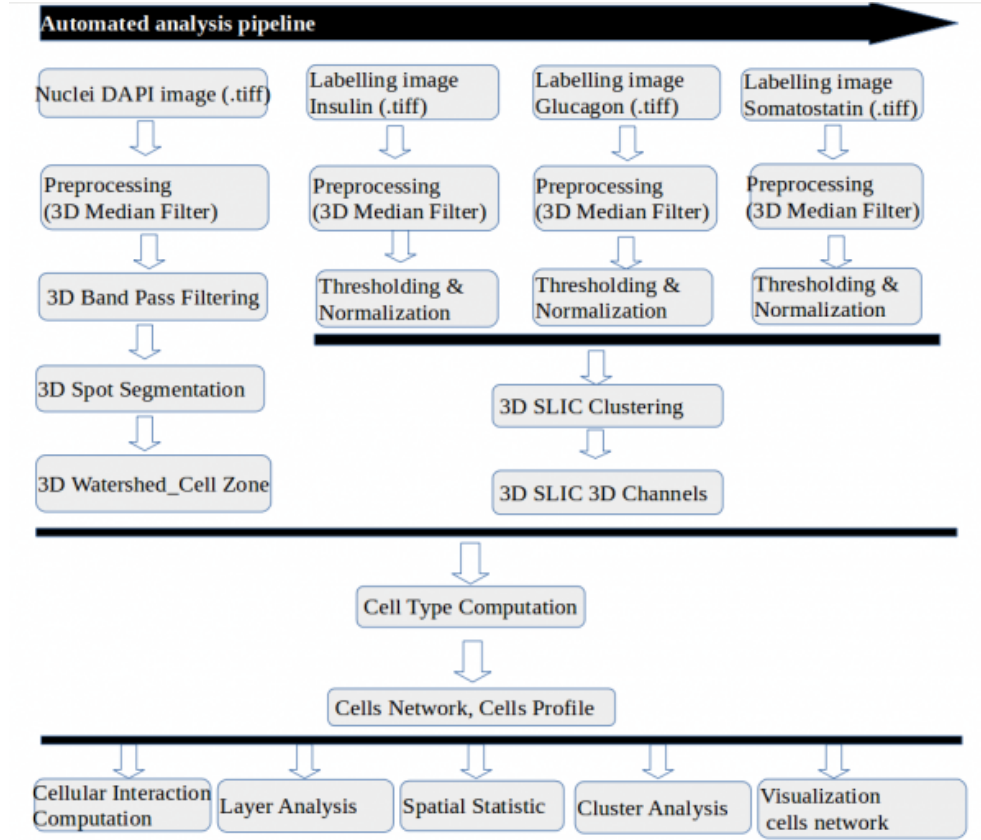 Automated analysis pipeline
Nuclei DAPI image (.tiff)
Labelling image
Insulin (.tiff)
Labelling image
Glucagon (.tiff)
Labelling image
Somatostatin (.tiff)
Preprocessing
(3D Median Filter)
Preprocessing
(3D Median Filter)
Preprocessing
(3D Median Filter)
Preprocessing
(3D Median Filter)
3D Band Pass Filtering
Thresholding &
Normalization
Thresholding &
Normalization
Thresholding &
Normalization
3D Spot Segmentation
3D SLIC Clustering
3D Watershed_Cell Zone
3D SLIC 3D Channels
Cell Type Computation
Cells Network, Cells Profile
Cellular Interaction
Computation
Layer Analysis
Spatial Statistic
Cluster Analysis
Visualization
cells network